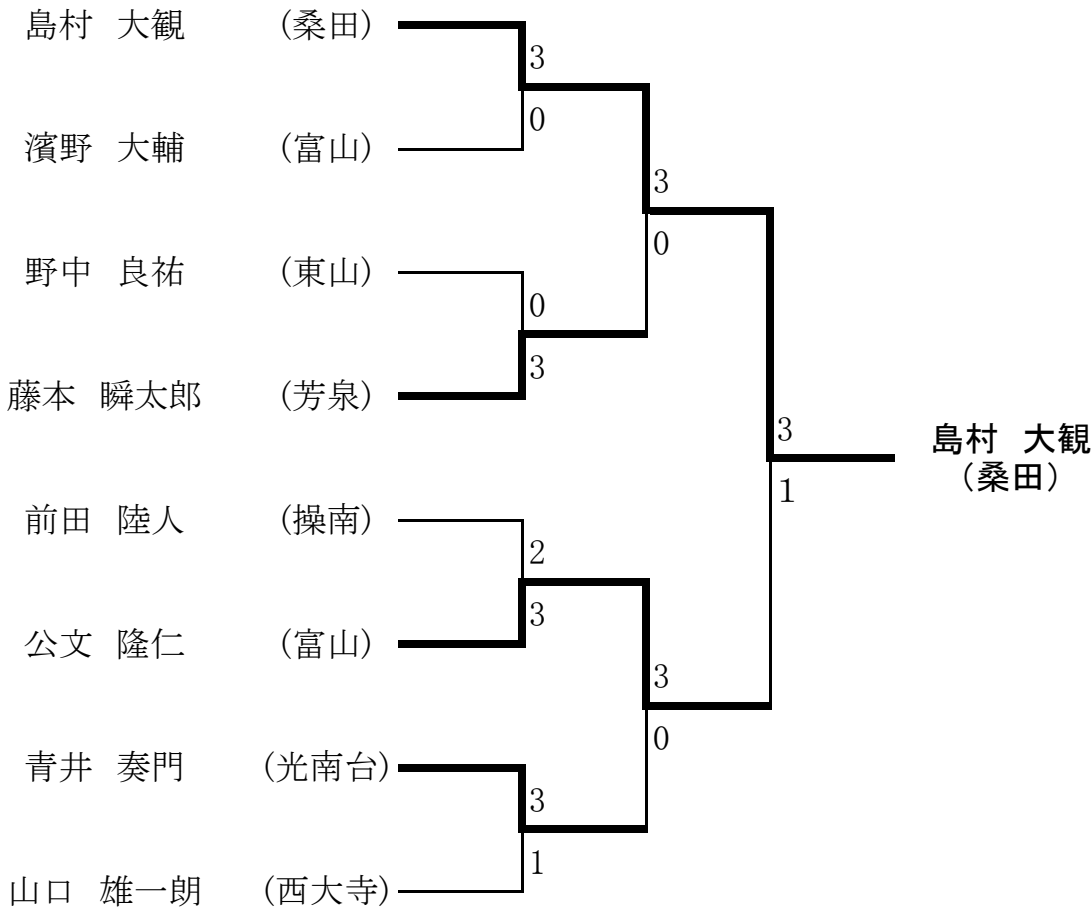 島村 大観 (桑田)
3
0
濱野 大輔 (富山)
3
0
野中 良祐 (東山)
0
3
藤本 瞬太郎 (芳泉)
3
1
島村 大観
(桑田)
前田 陸人 (操南)
2
3
公文 隆仁 (富山)
3
0
青井 奏門 (光南台)
3
1
山口 雄一朗 (西大寺)